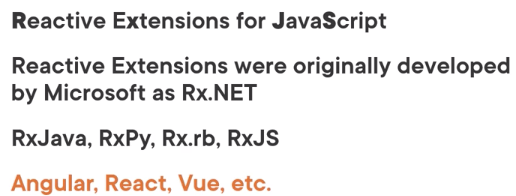 Reactive Extensions for JavaScript
Reactive Extensions were originally developed
by Microsoft as Rx.NET
RxJava, RxPy, Rx.rb, RxJS
Angular, React, Vue, etc.